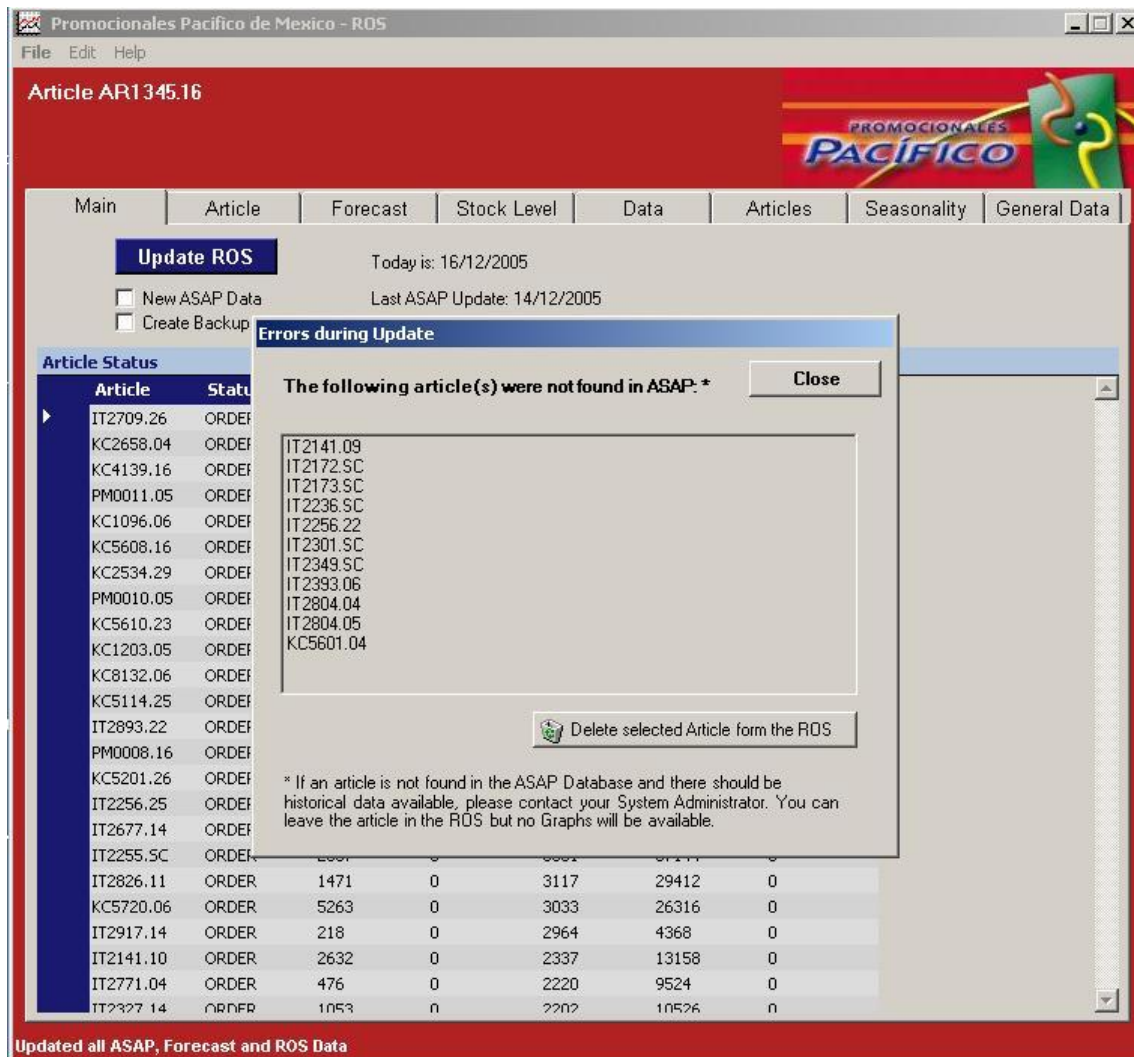 Promocionales Pacifico de Mexico - ROS
File Edit Help
Article AR1345.16
PROMOCIONALES
PACÍFICO
Main Article Forecast Stock Level Data Articles Seasonality General Data
Update ROS Today is: 16/12/2005
New ASAP Data Last ASAP Update: 14/12/2005
Create Backup
Errors during Update
Article Status
The following article(s) were not found in ASAP: * Close
Article
IT2709.26
KC2658.04
KC4139.16
PM0011.05
KC1096.06
KC5608.16
KC2534.29
PM0010.05
KC5610.23
KC1203.05
KC8132.06
KC5114.25
IT2893.22
PM0008.16
KC5201.26
IT2256.25
IT2677.14
IT2255.SC
IT2141.09
IT2172.SC
IT2173.SC
IT2236.SC
IT2256.22
IT2301.SC
IT2349.SC
IT2393.06
IT2804.04
IT2804.05
KC5601.04
Delete selected Article form the ROS
* If an article is not found in the ASAP Database and there should be
historical data available, please contact your System Administrator. You can
leave the article in the ROS but no Graphs will be available.
IT2826.11 ORDER 1471 0 3117 29412 0
KC5720.06 ORDER 5263 0 3033 26316 0
IT2917.14 ORDER 218 0 2964 4368 0
IT2141.10 ORDER 2632 0 2337 13158 0
IT2771.04 ORDER 476 0 2220 9524 0
IT2327.14 ORDER 1053 0 2202 10526 0
Updated all ASAP, Forecast and ROS Data